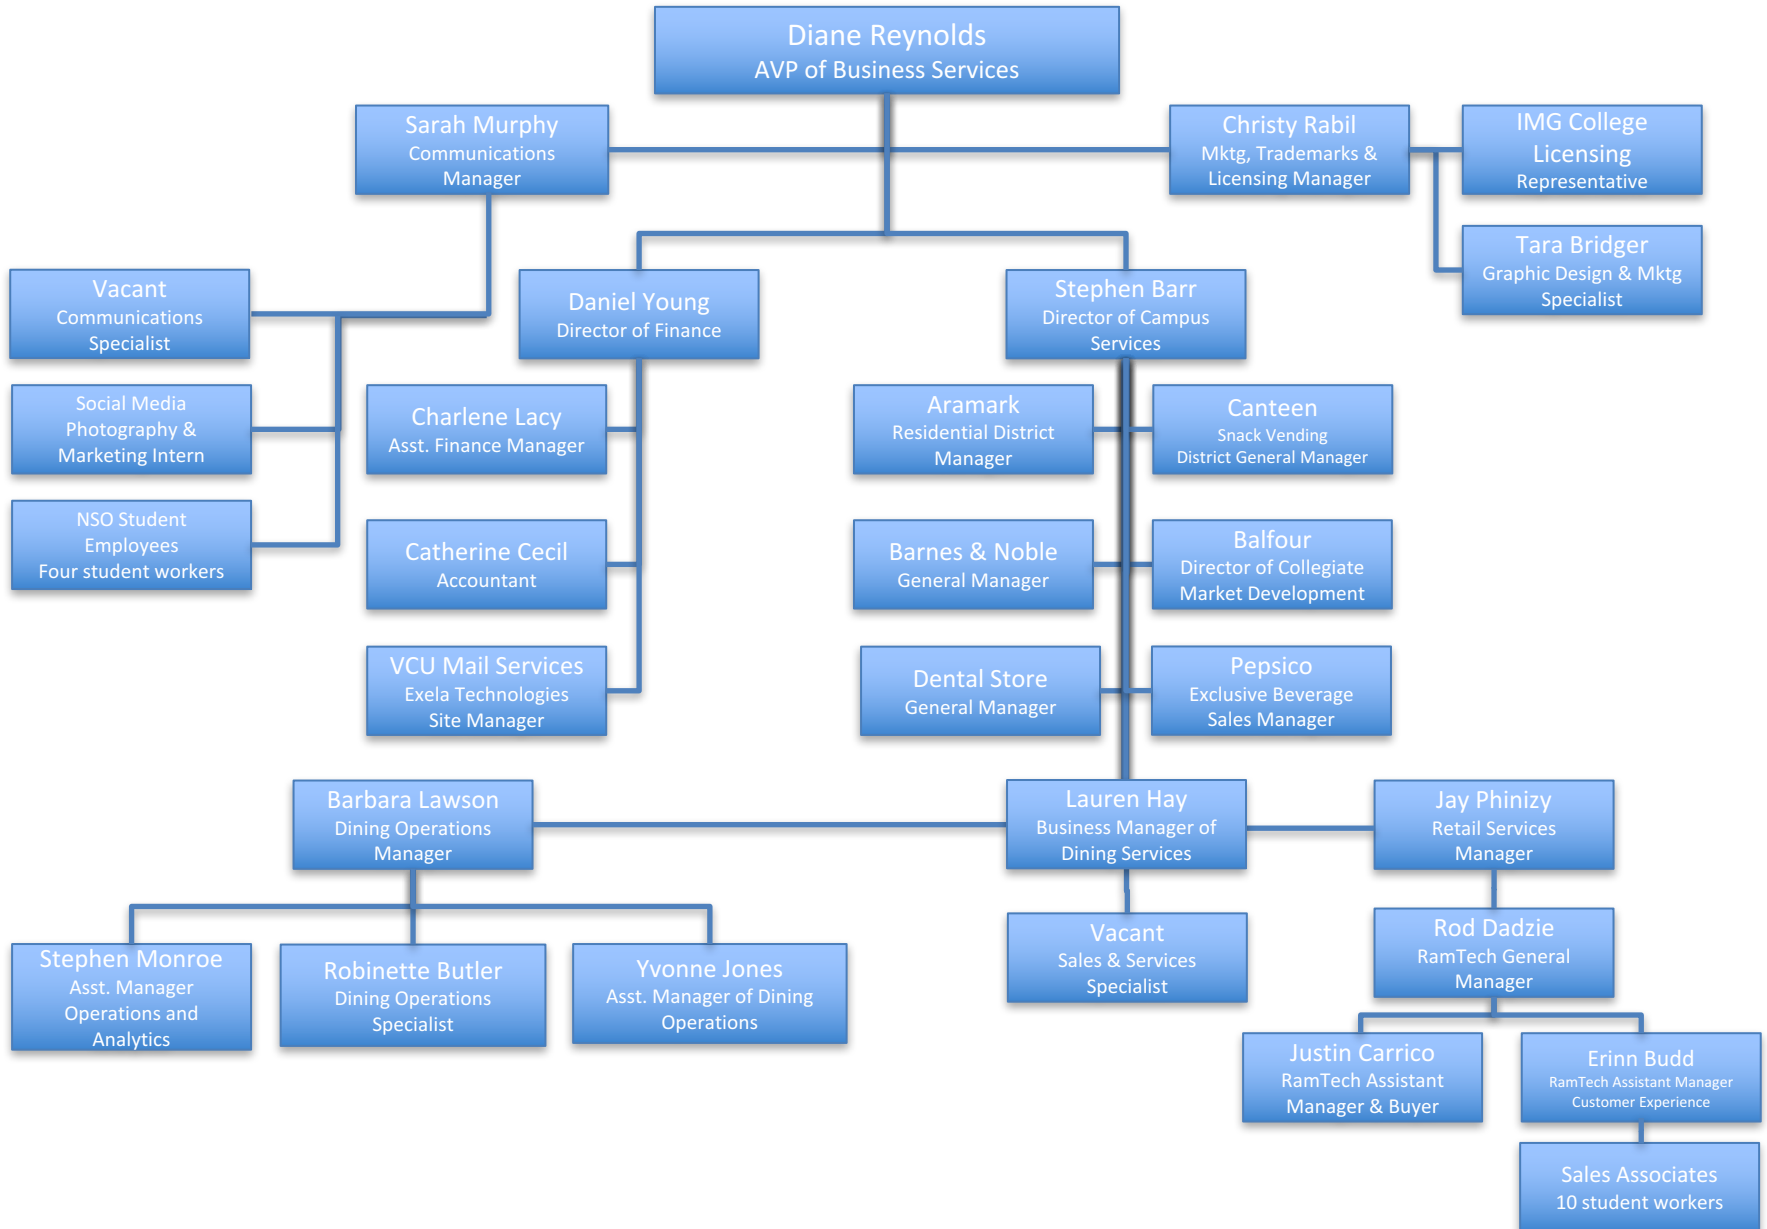 Diane Reynolds
AVP of Business Services
Sarah Murphy
Communications
Manager
Christy Rabil
Mktg, Trademarks &
Licensing Manager
IMG College
Licensing
Representative
Tara Bridger
Graphic Design & Mktg
Specialist
Vacant
Communications
Specialist
Daniel Young
Director of Finance
Stephen Barr
Director of Campus
Services
Social Media
Photography &
Marketing Intern
Charlene Lacy
Asst. Finance Manager
Aramark
Residential District
Manager
Canteen
Snack Vending
District General Manager
NSO Student
Employees
Four student workers
Catherine Cecil
Accountant
Barnes & Noble
General Manager
Balfour
Director of Collegiate
Market Development
VCU Mail Services
Exela Technologies
Site Manager
Dental Store
General Manager
Pepsico
Exclusive Beverage
Sales Manager
Barbara Lawson
Dining Operations
Manager
Lauren Hay
Business Manager of
Dining Services
Jay Phinizy
Retail Services
Manager
Stephen Monroe
Asst. Manager
Operations and
Analytics
Robinette Butler
Dining Operations
Specialist
Yvonne Jones
Asst. Manager of Dining
Operations
Vacant
Sales & Services
Specialist
Rod Dadzie
RamTech General
Manager
Justin Carrico
RamTech Assistant
Manager & Buyer
Erinn Budd
RamTech Assistant Manager
Customer Experience
Sales Associates
10 student workers